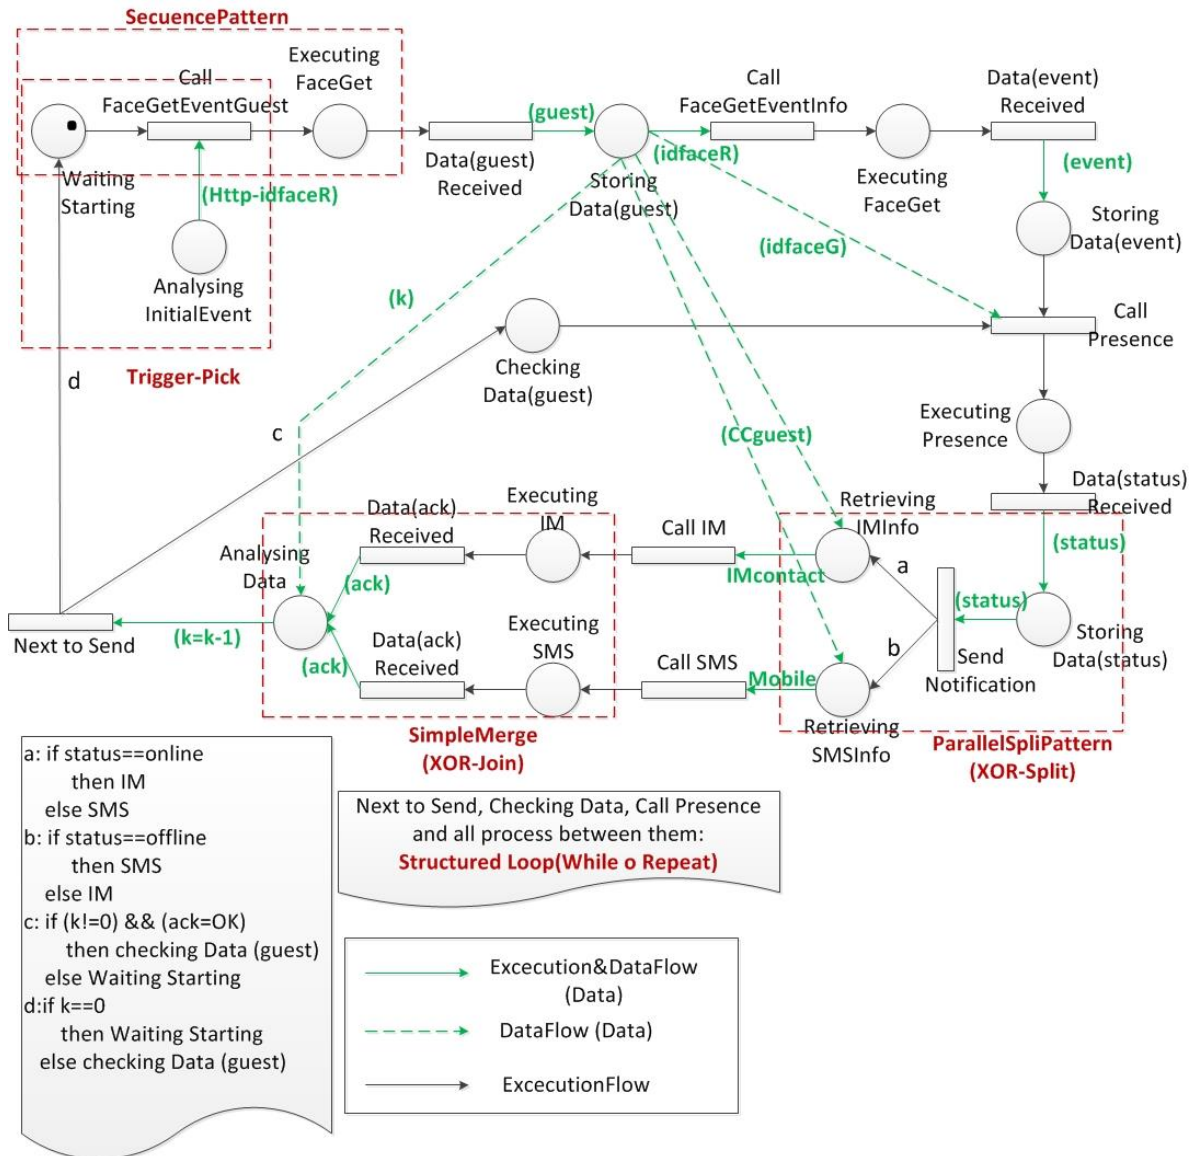 SecuencePattern
Call
FaceGetEventGuest
Executing
FaceGet
Waiting
Starting
(Http-idfaceR)
Analysing
InitialEvent
Trigger-Pick
d
(guest)
Data(guest)
Received
Storing
Data(guest)
(idfaceR)
Call
FaceGetEventInfo
Executing
FaceGet
Data(event)
Received
(event)
Storing
Data(event)
(idfaceG)
(k)
c
Checking
Data(guest)
Call
Presence
Executing
Presence
(CCguest)
Data(status)
Received
(status)
Storing
Data(status)
(status)
Send
Notification
a
b
Retrieving
IMInfo
Retrieving
SMSInfo
ParallelSpliPattern
(XOR-Split)
IMcontact
Call IM
Mobile
Call SMS
Executing
IM
Executing
SMS
Data(ack)
Received
Data(ack)
Received
(ack)
(ack)
Analysing
Data
SimpleMerge
(XOR-Join)
(k=k-1)
Next to Send
a: if status==online
then IM
else SMS
b: if status==offline
then SMS
else IM
c: if (k!=0) && (ack=OK)
then checking Data (guest)
else Waiting Starting
d:if k==0
then Waiting Starting
else checking Data (guest)
Next to Send, Checking Data, Call Presence
and all process between them:
Structured Loop(While o Repeat)
Excecution&DataFlow
(Data)
DataFlow (Data)
ExcecutionFlow